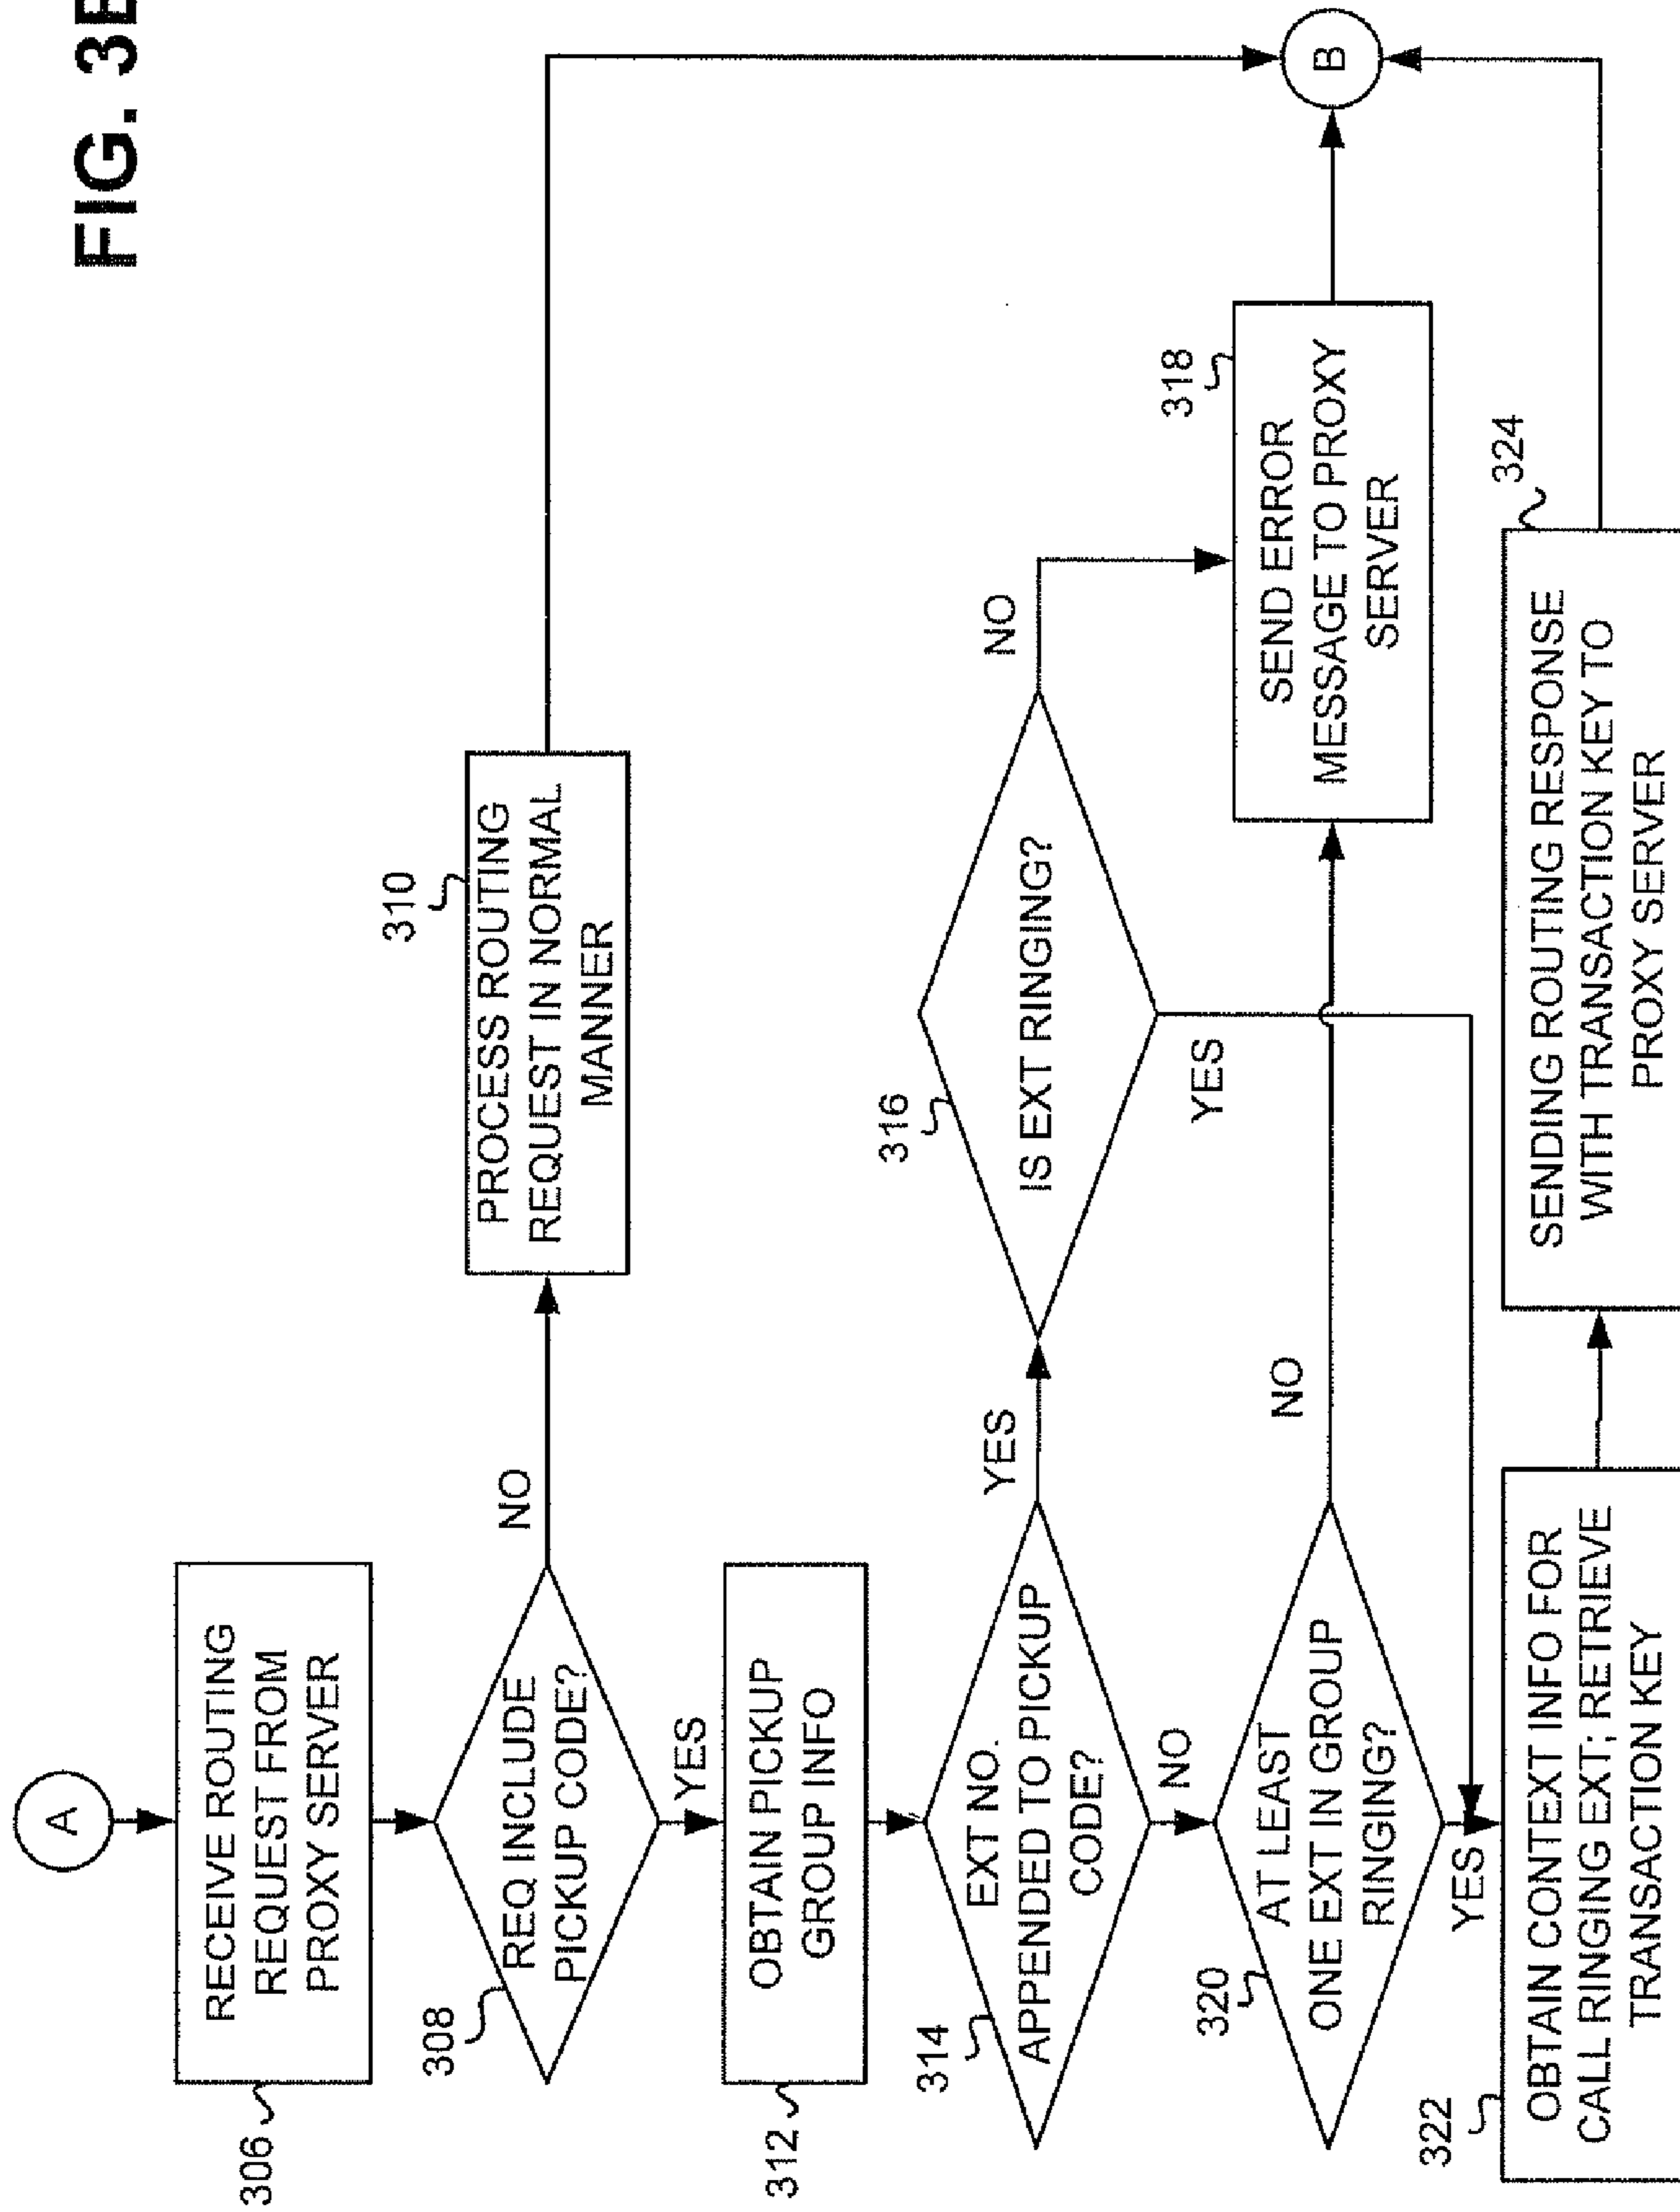 FIG. 3B
A
RECEIVE ROUTING
REQUEST FROM
PROXY SERVER
306
REQ INCLUDE
PICKUP CODE?
308
NO
PROCESS ROUTING
REQUEST IN NORMAL
MANNER
310
YES
OBTAIN PICKUP
GROUP INFO
312
EXT NO.
APPENDED TO PICKUP
CODE?
314
YES
IS EXT RINGING?
316
NO
SEND ERROR
MESSAGE TO PROXY
SERVER
318
B
YES
NO
AT LEAST
ONE EXT IN GROUP
RINGING?
320
NO
YES
OBTAIN CONTEXT INFO FOR
CALL RINGING EXT; RETRIEVE
TRANSACTION KEY
322
SENDING ROUTING RESPONSE
WITH TRANSACTION KEY TO
PROXY SERVER
324